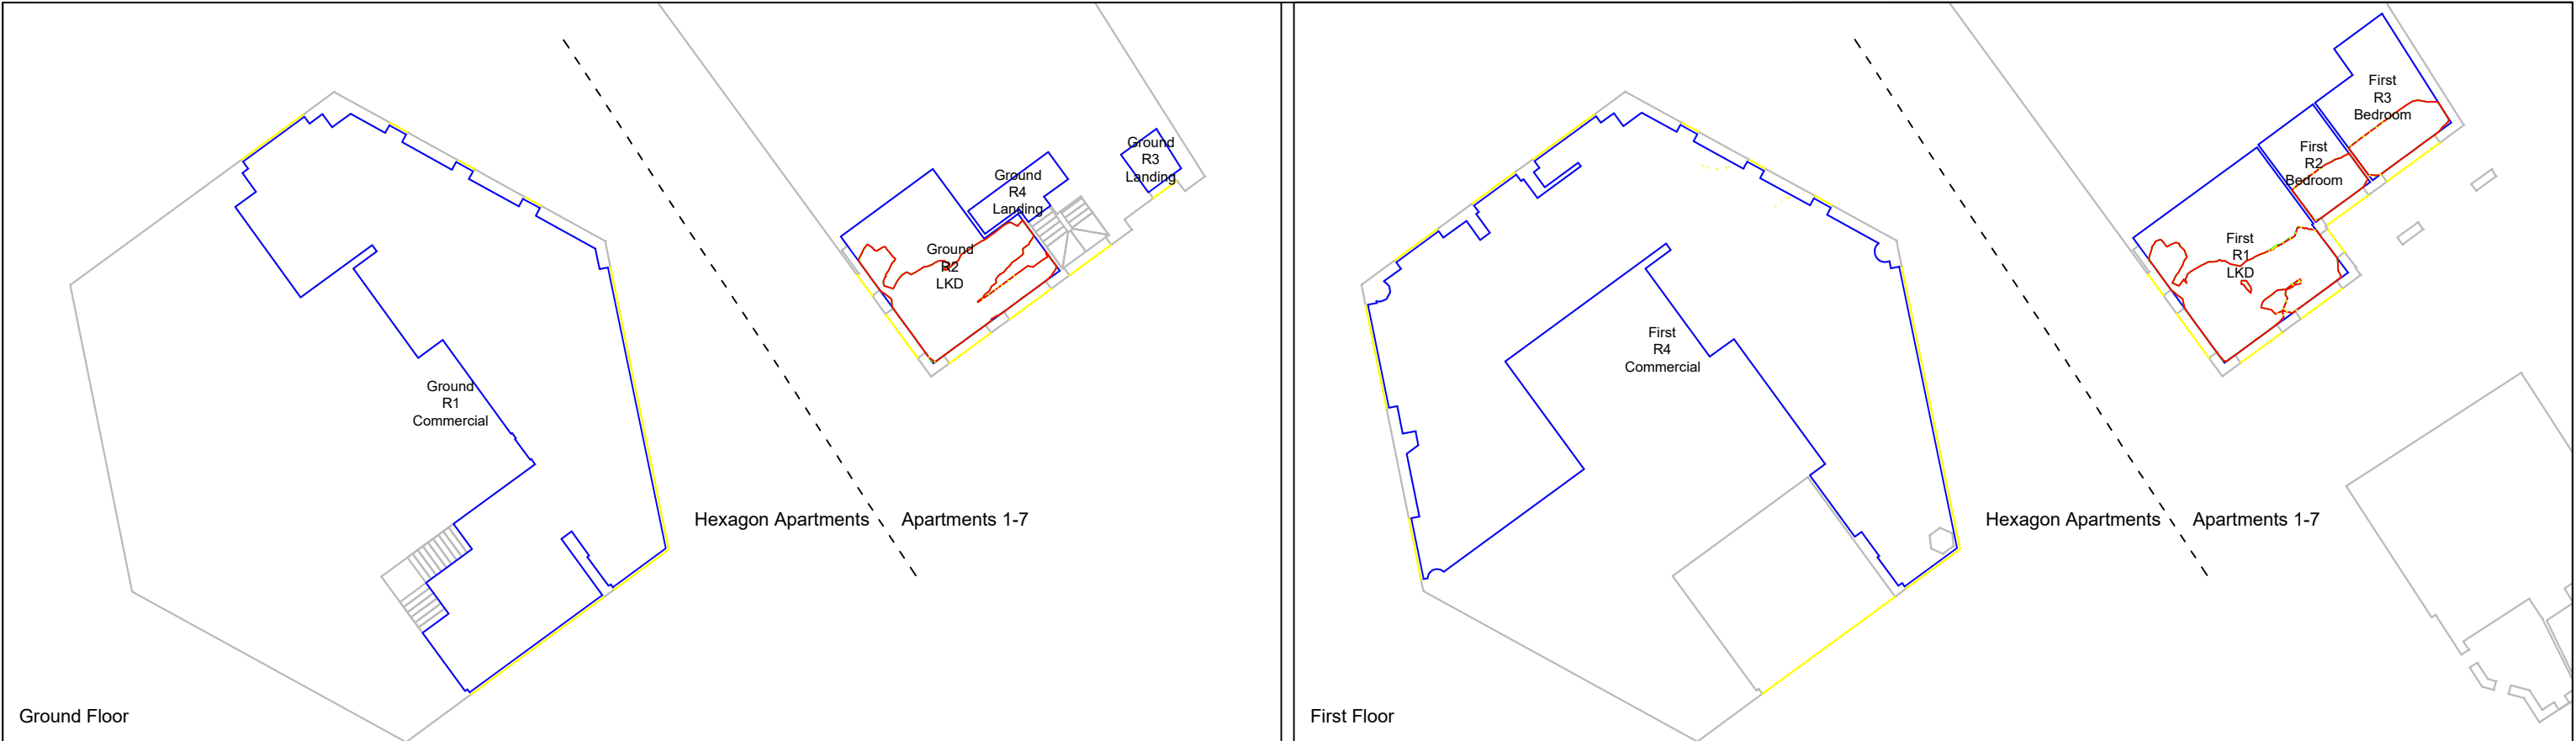 Ground
R3
Landing
Ground
R4
Landing
Ground
R2
LKD
Ground
R1
Commercial
Hexagon Apartments
Apartments 1-7
Ground Floor
First
R3
Bedroom
First
R2
Bedroom
First
R1
LKD
First
R4
Commercial
Hexagon Apartments
Apartments 1-7
First Floor